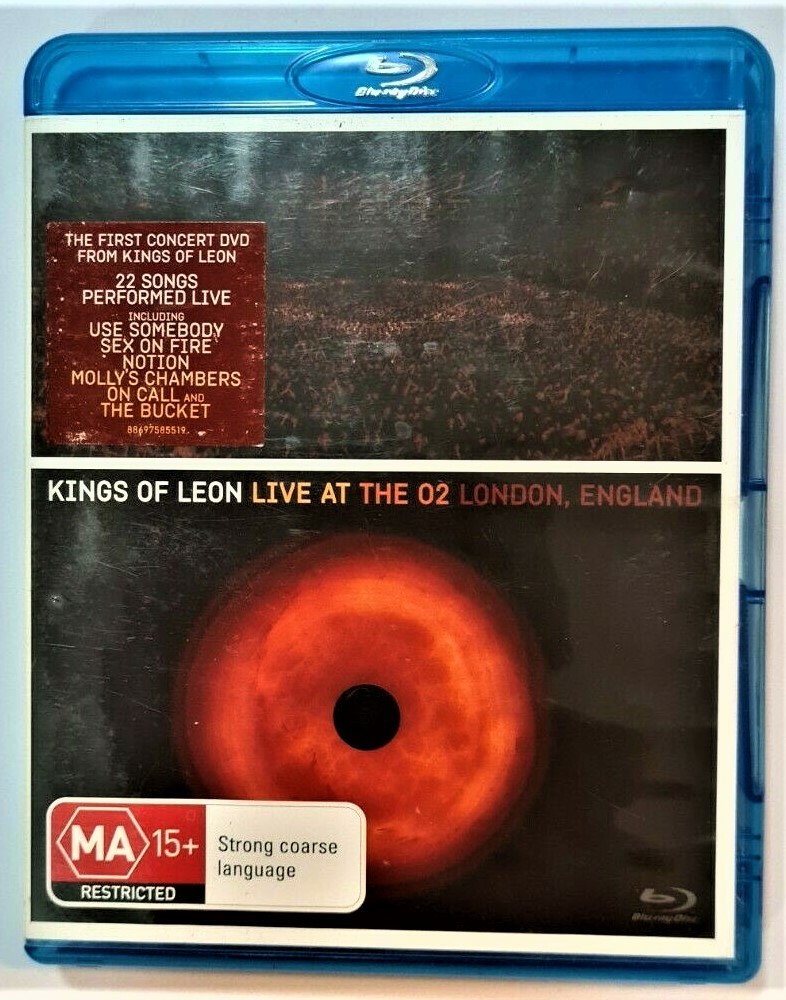 Blu-ray Disc
THE FIRST CONCERT DVD
FROM KINGS OF LEON
22 SONGS
PERFORMED LIVE
INCLUDING
USE SOMEBODY
SEX ON FIRE
NOTION
MOLLY'S CHAMBERS
ON CALL AND
THE BUCKET
88697585519
KINGS OF LEON LIVE AT THE O2 LONDON, ENGLAND
MA 15+
RESTRICTED
Strong coarse
language
Blu-ray Disc